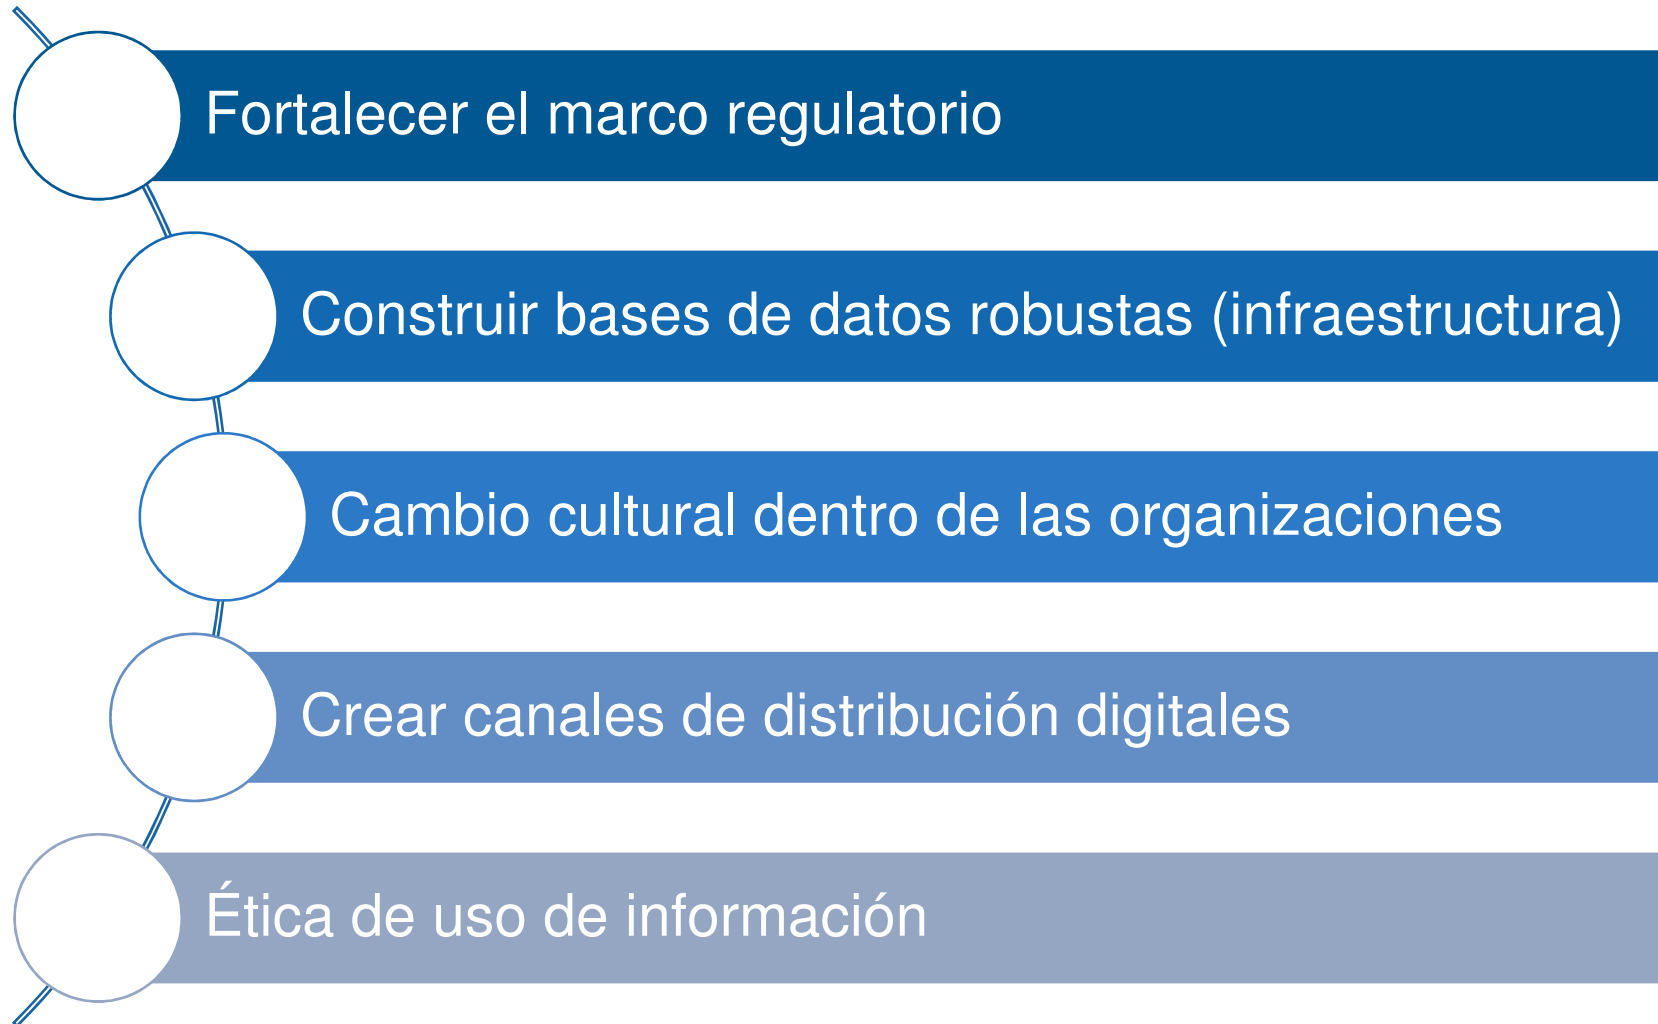 Fortalecer el marco regulatorio
Construir bases de datos robustas (infraestructura)
Cambio cultural dentro de las organizaciones
Crear canales de distribución digitales
Ética de uso de información